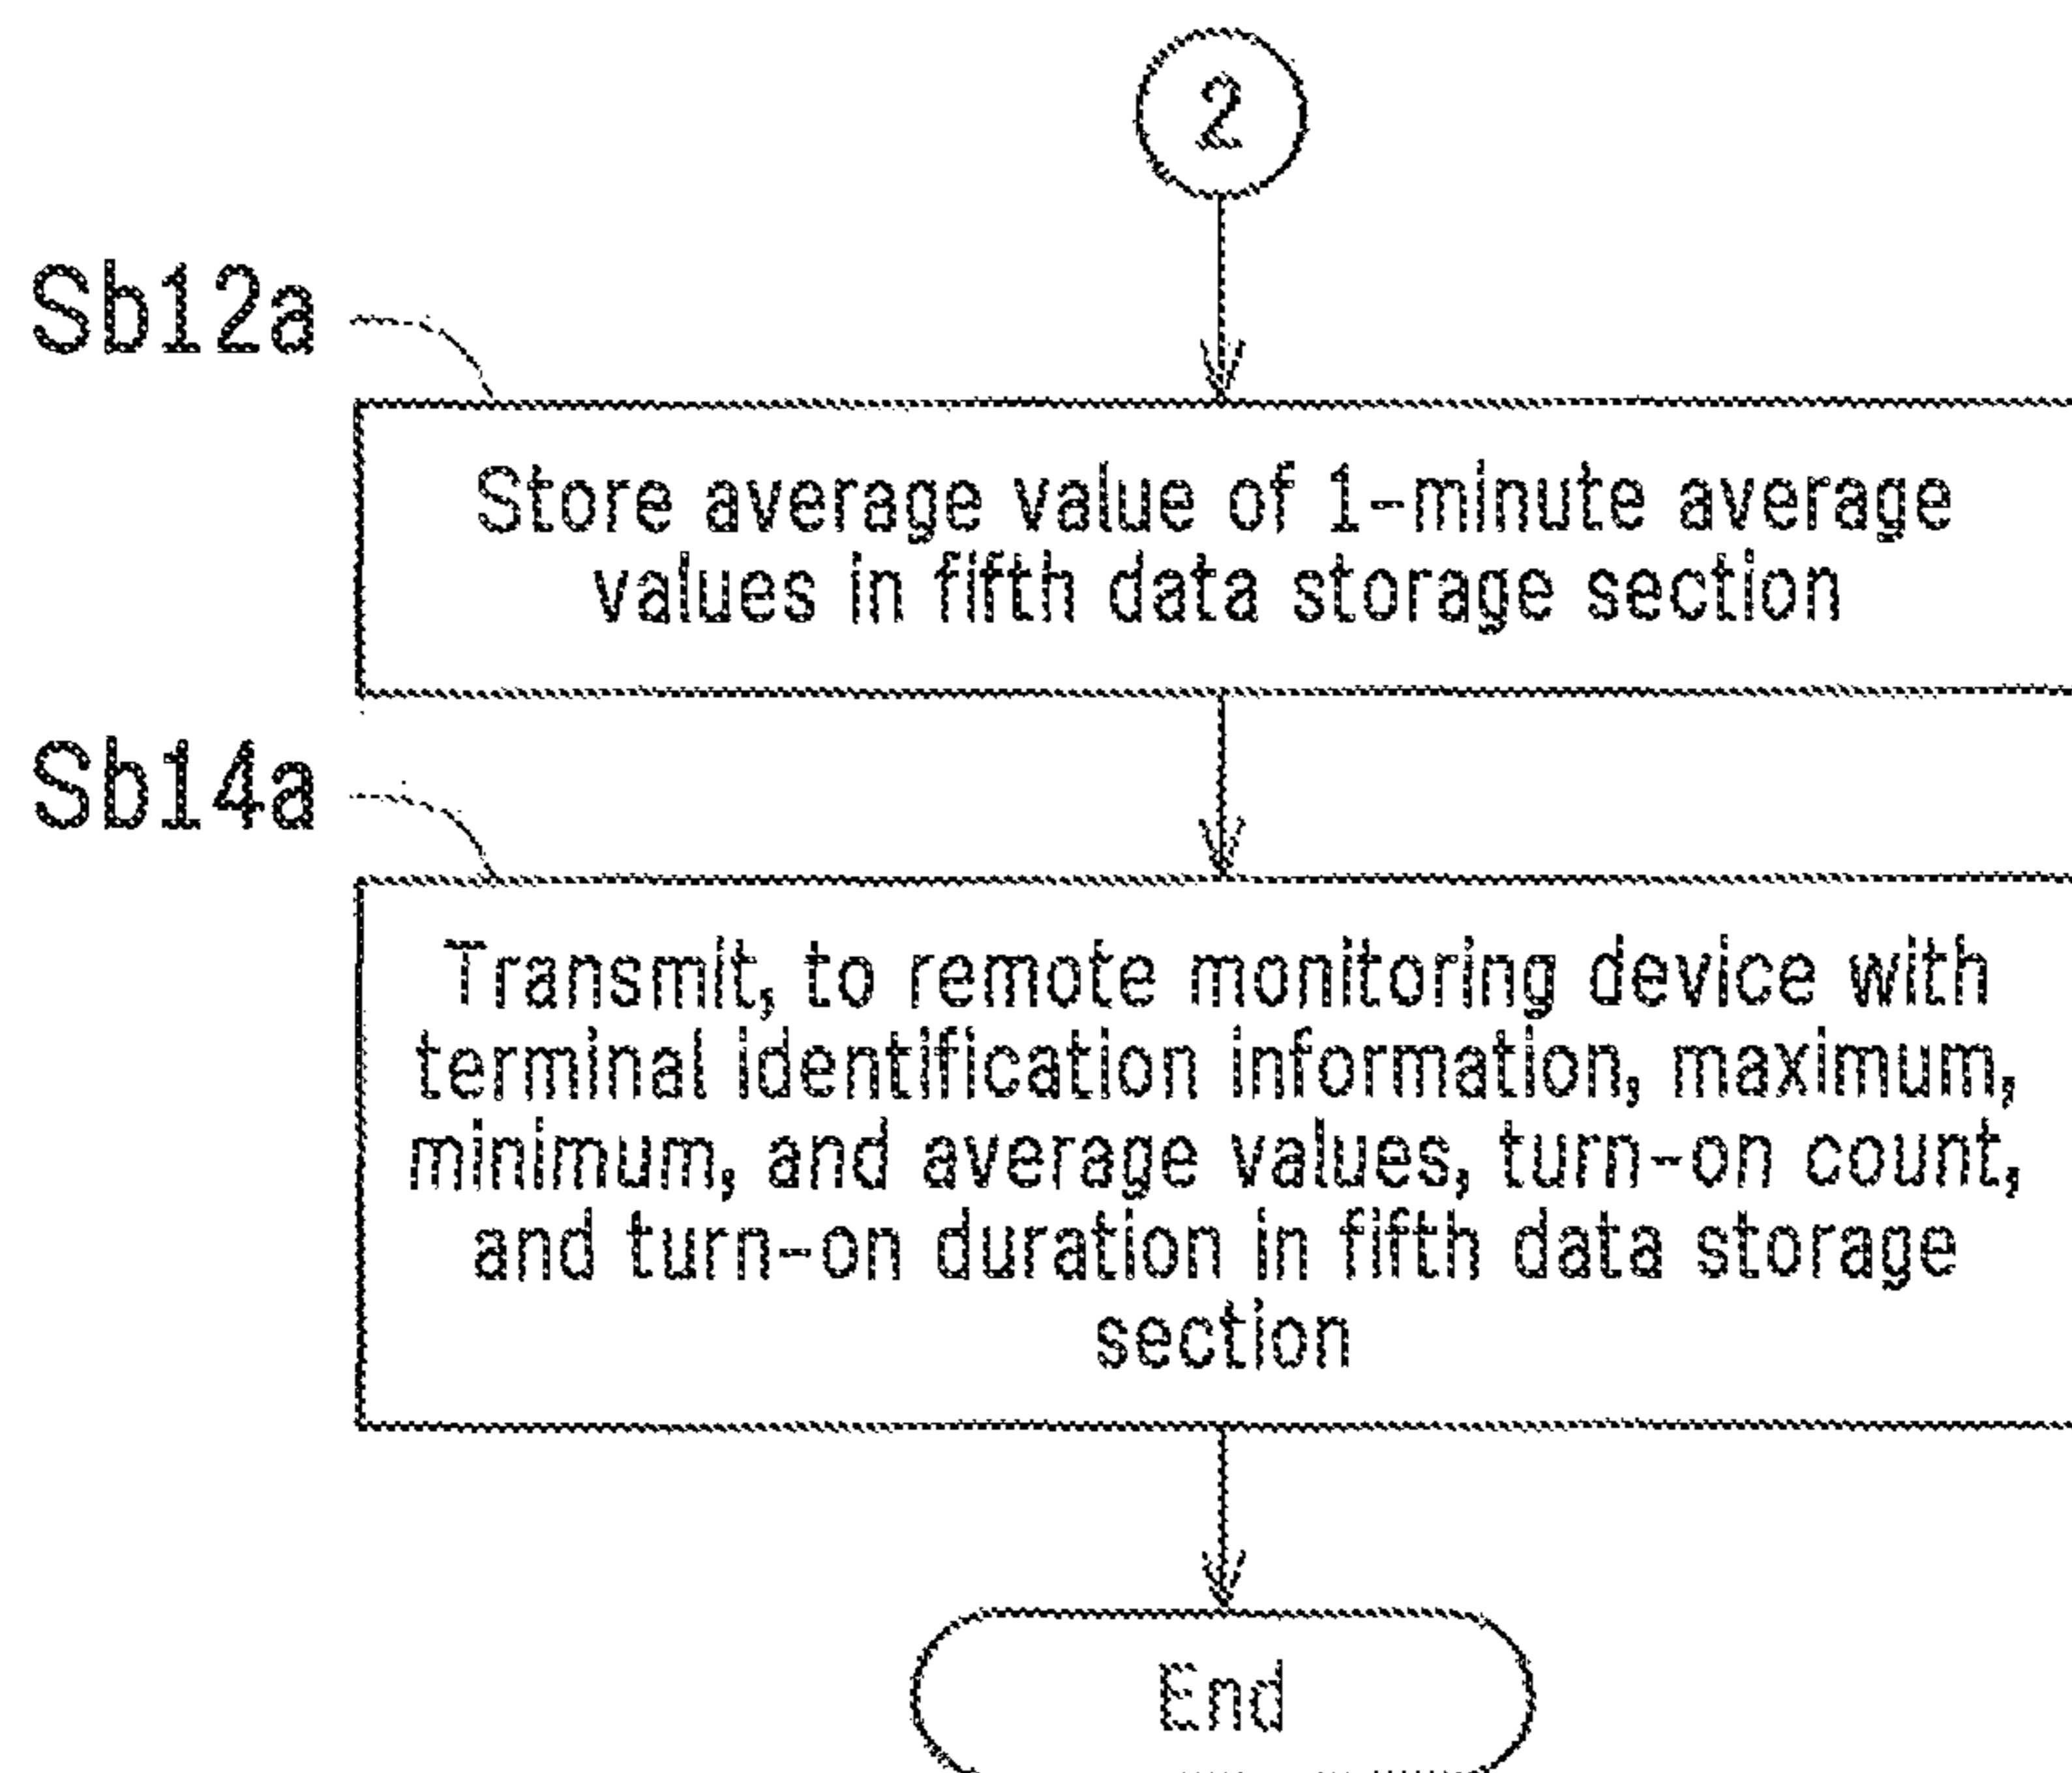 2
Sb12a
Store average value of 1-minute average
values in fifth data storage section
Sb14a
Transmit, to remote monitoring device with
terminal identification information, maximum,
minimum, and average values, turn-on count,
and turn-on duration in fifth data storage
section
End